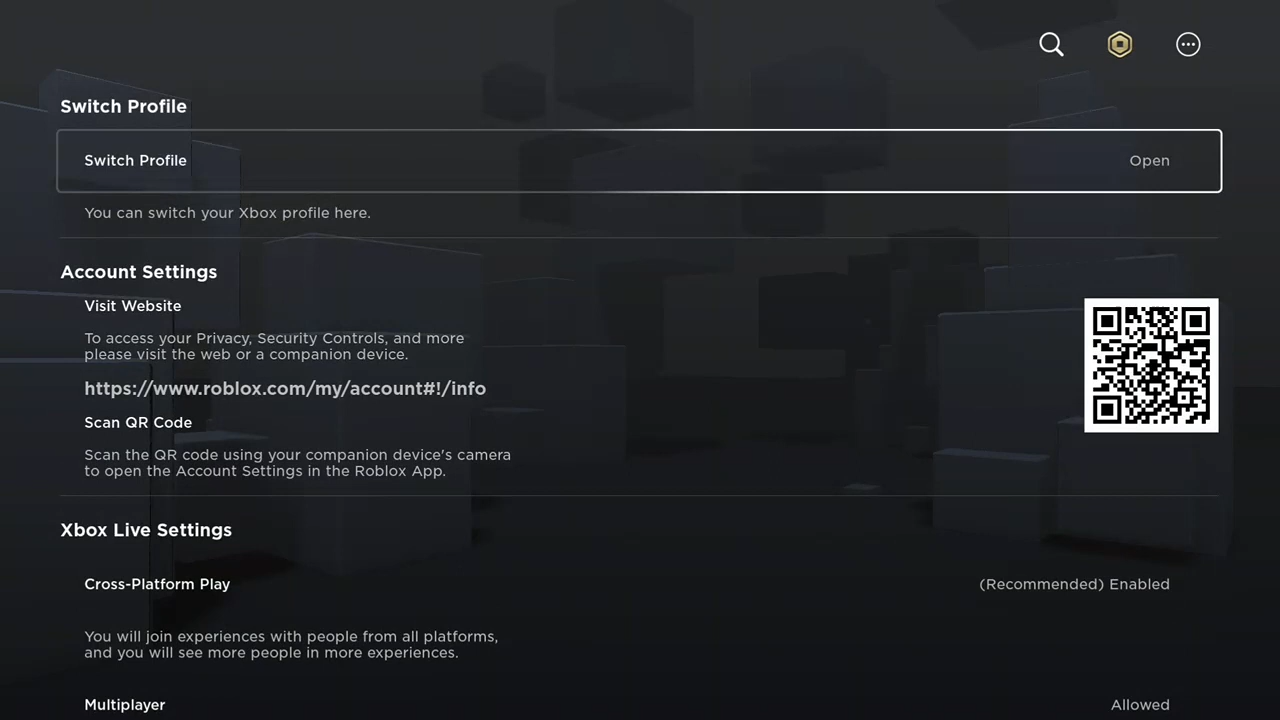 Switch Profile
Switch Profile Open
You can switch your Xbox profile here.
Account Settings
Visit Website
To access your Privacy, Security Controls, and more
please visit the web or a companion device.
https://www.roblox.com/my/account#!/info
Scan QR Code
Scan the QR code using your companion device's camera
to open the Account Settings in the Roblox App.
Xbox Live Settings
Cross-Platform Play (Recommended) Enabled
You will join experiences with people from all platforms,
and you will see more people in more experiences.
Multiplayer Allowed